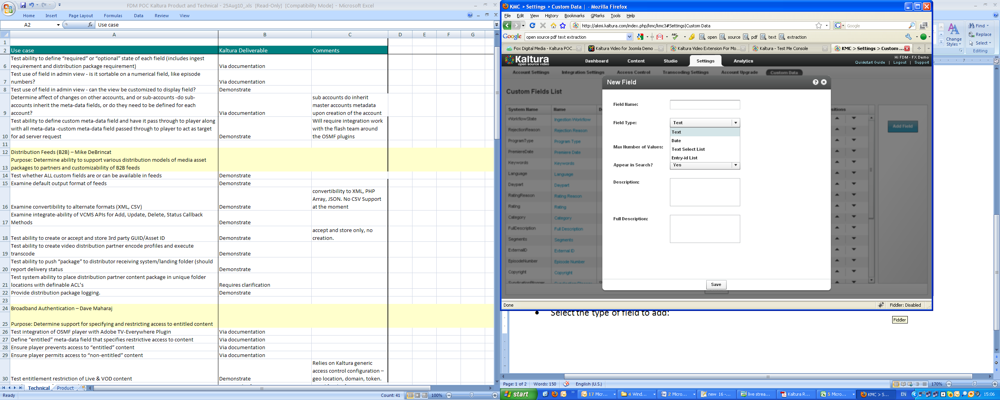 FDM POC Kaltura Product and Technical - 25Aug10_.xls [Read-Only] [Compatibility Mode] - Microsoft Excel
Home Insert Page Layout Formulas Data Review View
A2 fx Use case
A B C D E F G
1
2 Use case Kaltura Deliverable Comments
Test ability to define “required” or “optional” state of each field (includes ingest
6 requirement and distribution package requirement) Via documentation
Test use of field in admin view - is it sortable on a numerical field, like episode
7 numbers? Via documentation
8 Test use of field in admin view - can the view be customized to display field? Demonstrate
Determine affect of changes on other accounts, and or sub-accounts -do sub- sub accounts do inherit
accounts inherit the meta-data fields, or do they need to be defined for each master accounts metadata
9 account? Via documentation upon creation of the account
Test ability to define custom meta-data field and have it pass through to player along Will require integration work
with all meta-data -custom meta-data field passed through to player to act as target with the flash team around
10 for ad server request Demonstrate the OSMF plugins
11
12 Distribution Feeds (B2B) – Mike DeBrincat
Purpose: Determine ability to support various distribution models of media asset
13 packages to partners and customizability of B2B feeds
14 Test whether ALL custom fields are or can be available in feeds Demonstrate
15 Examine default output format of feeds Demonstrate
convertibility to XML, PHP
Array, JSON. No CSV Support
16 Examine convertibility to alternate formats (XML, CSV) Demonstrate at the moment
Examine integrate-ability of VCMS APIs for Add, Update, Delete, Status Callback
17 Methods Demonstrate
accept and store only, no
18 Test ability to create or accept and store 3rd party GUID/Asset ID Demonstrate creation.
Test ability to create video distribution partner encode profiles and execute
19 transcode Demonstrate
Test ability to push “package” to distributor receiving system/landing folder (should
20 report delivery status Demonstrate
Test system ability to place distribution partner content package in unique folder
21 locations with definable ACL’s Requires clarification
22 Provide distribution package logging. Demonstrate
23
24 Broadband Authentication – Dave Maharaj
25 Purpose: Determine support for specifying and restricting access to entitled content
26 Test integration of OSMF player with Adobe TV-Everywhere Plugin Via documentation
27 Define “entitled” meta-data field that specifies restrictive access to content Via documentation
28 Ensure player prevents access to “entitled” content Via documentation
29 Ensure player permits access to “non-entitled” content Via documentation
Relies on Kaltura generic
access control configuration –
30 Test entitlement restriction of Live & VOD content Demonstrate geo location, domain, token.
Technical Product
Ready Count: 41 100%
KMC > Settings > Custom Data | - Mozilla Firefox
File Edit View History Bookmarks GMarks Tools Help
http://akmi.kaltura.com/index.php/kmc/kmc3#Settings|Custom Data G Google
Google open source pdf text extraction ABC open source pdf text extraction
Fox Digital Media - Kaltura POC... Kaltura Video for Joomla Demo ... Kaltura Video Extension For Mo... Kaltura - Test Me Console KMC > Settings > Custom ...
Kaltura open source video Dashboard Content Studio Settings Analytics
Hi FDM - FX Demo
Quickstart Guide | Logout | Support
Account Settings Integration Settings Access Control Transcoding Settings Account Upgrade Custom Data
Custom Fields List
System Name Name
WorkflowState Ingestion Workflow
RejectionReason Rejection Reason
ProgramType Program Type
PremiereDate Premiere Date
Keywords Keywords
Language Language
Daypart Daypart
RatingReason Rating Reason
Rating Rating
Category Category
FullDescription Full Description
Segments Segments
ExternalID External ID
EpisodeNumber Episode Number
Copyright Copyright
Add Field
New Field
Field Name:
Field Type: Text
Text
Date
Text Select List
Entry-id List
Max Number of Values:
Appear in Search? Yes
Description:
Full Description:
Save
Done Fiddler: Disabled
Fiddler
Select the type of field to add:
Find
Replace
Select
Change
Styles
Editing
7
Page: 1 of 2 Words: 150 English (U.S.) 170%
start 17 Micr... 4 Wind... 2 Micro... new 16 -... live strea... Kaltura R... 5 Micro... KMC > S... EN 15:06